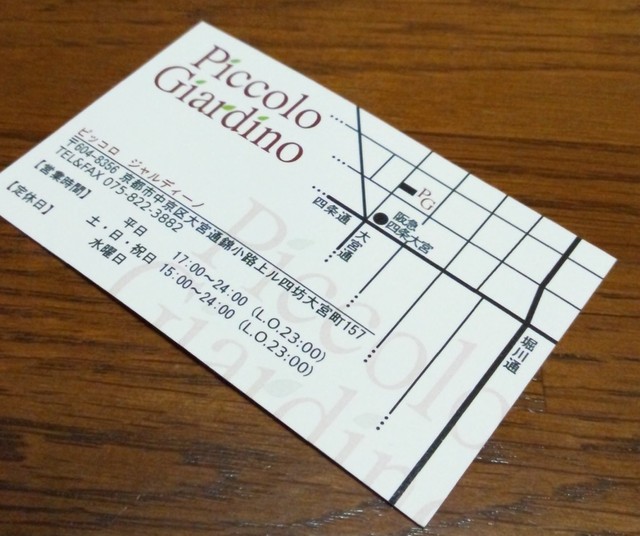 Piccolo
Giardino
ピッコロ ジャルディーノ
〒604-8356 京都市中京区大宮通錦小路上ル四坊大宮町157
TEL&FAX 075-822-3882
【営業時間】 平日 17:00~24:00 (L.O.23:00)
土・日・祝日 15:00~24:00 (L.O.23:00)
【定休日】 水曜日
PG
四条通
大宮通
阪急
四条大宮
堀川通
Piccolo
Giardino